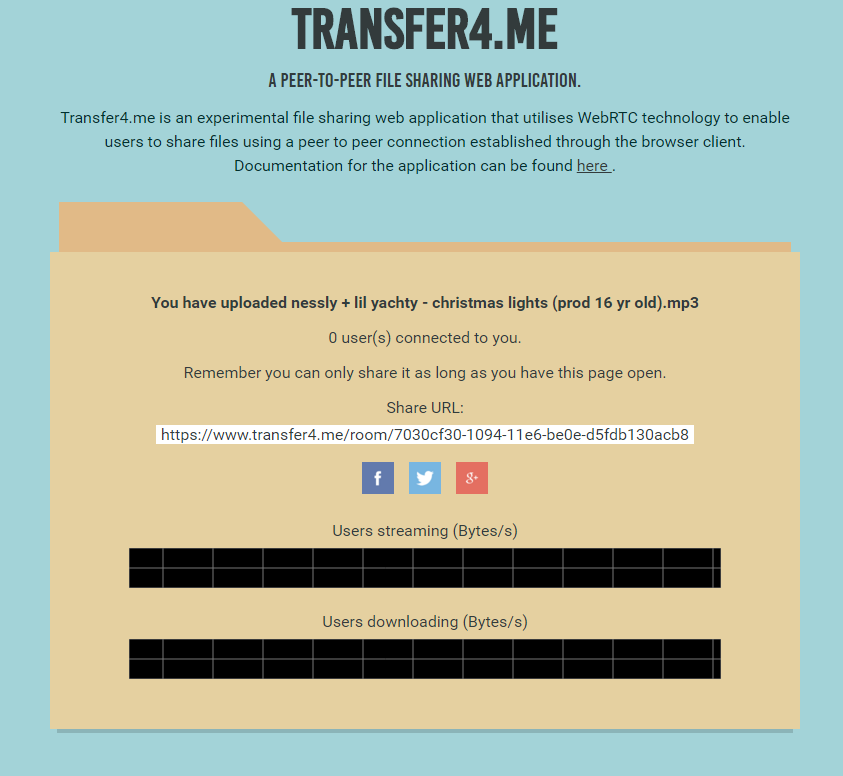 TRANSFER4.ME
A PEER-TO-PEER FILE SHARING WEB APPLICATION.
Transfer4.me is an experimental file sharing web application that utilises WebRTC technology to enable
users to share files using a peer to peer connection established through the browser client.
Documentation for the application can be found here .
You have uploaded nessly + lil yachty - christmas lights (prod 16 yr old).mp3
0 user(s) connected to you.
Remember you can only share it as long as you have this page open.
Share URL:
https://www.transfer4.me/room/7030cf30-1094-11e6-be0e-d5fdb130acb8
f
g+
Users streaming (Bytes/s)
Users downloading (Bytes/s)